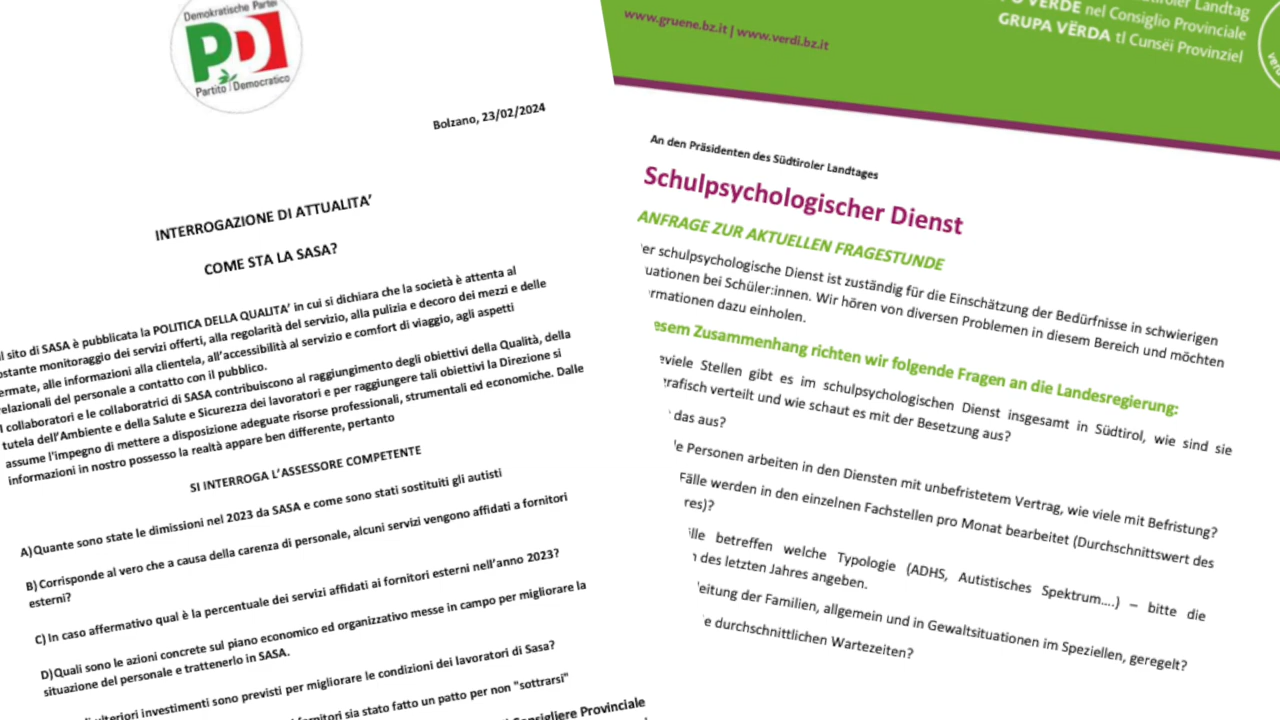 Demokratische Partei
PD
Partito Democratico
Bolzano, 23/02/2024
INTERROGAZIONE DI ATTUALITA’
COME STA LA SASA?
l sito di SASA è pubblicata la POLITICA DELLA QUALITA’ in cui si dichiara che la società è attenta al
ostante monitoraggio dei servizi offerti, alla regolarità del servizio, alla pulizia e decoro dei mezzi e delle
ermate, alle informazioni alla clientela, all’accessibilità al servizio e comfort di viaggio, agli aspetti
elazionali del personale a contatto con il pubblico.
I collaboratori e le collaboratrici di SASA contribuiscono al raggiungimento degli obiettivi della Qualità, della
tutela dell’Ambiente e della Salute e Sicurezza dei lavoratori e per raggiungere tali obiettivi la Direzione si
assume l'impegno di mettere a disposizione adeguate risorse professionali, strumentali ed economiche. Dalle
informazioni in nostro possesso la realtà appare ben differente, pertanto
SI INTERROGA L’ASSESSORE COMPETENTE
A) Quante sono state le dimissioni nel 2023 da SASA e come sono stati sostituiti gli autisti
B) Corrisponde al vero che a causa della carenza di personale, alcuni servizi vengono affidati a fornitori
esterni?
C) In caso affermativo qual è la percentuale dei servizi affidati ai fornitori esterni nell’anno 2023?
D) Quali sono le azioni concrete sul piano economico ed organizzativo messe in campo per migliorare la
situazione del personale e trattenerlo in SASA.
ulteriori investimenti sono previsti per migliorare le condizioni dei lavoratori di Sasa?
fornitori sia stato fatto un patto per non "sottrarsi"
Consigliere Provinciale
www.gruene.bz.it | www.verdi.bz.it
Landtag
VERDE nel Consiglio Provinciale
GRUPA VËRDA tl Cunsëi Provinziel
An den Präsidenten des Südtiroler Landtages
Schulpsychologischer Dienst
ANFRAGE ZUR AKTUELLEN FRAGESTUNDE
er schulpsychologische Dienst ist zuständig für die Einschätzung der Bedürfnisse in schwierigen
uationen bei Schüler:innen. Wir hören von diversen Problemen in diesem Bereich und möchten
rmationen dazu einholen.
esem Zusammenhang richten wir folgende Fragen an die Landesregierung:
eviele Stellen gibt es im schulpsychologischen Dienst insgesamt in Südtirol, wie sind sie
rafisch verteilt und wie schaut es mit der Besetzung aus?
das aus?
e Personen arbeiten in den Diensten mit unbefristetem Vertrag, wie viele mit Befristung?
Fälle werden in den einzelnen Fachstellen pro Monat bearbeitet (Durchschnittswert des
res)?
ille betreffen welche Typologie (ADHS, Autistisches Spektrum....) – bitte die
n des letzten Jahres angeben.
eitung der Familien, allgemein und in Gewaltsituationen im Speziellen, geregelt?
e durchschnittlichen Wartezeiten?